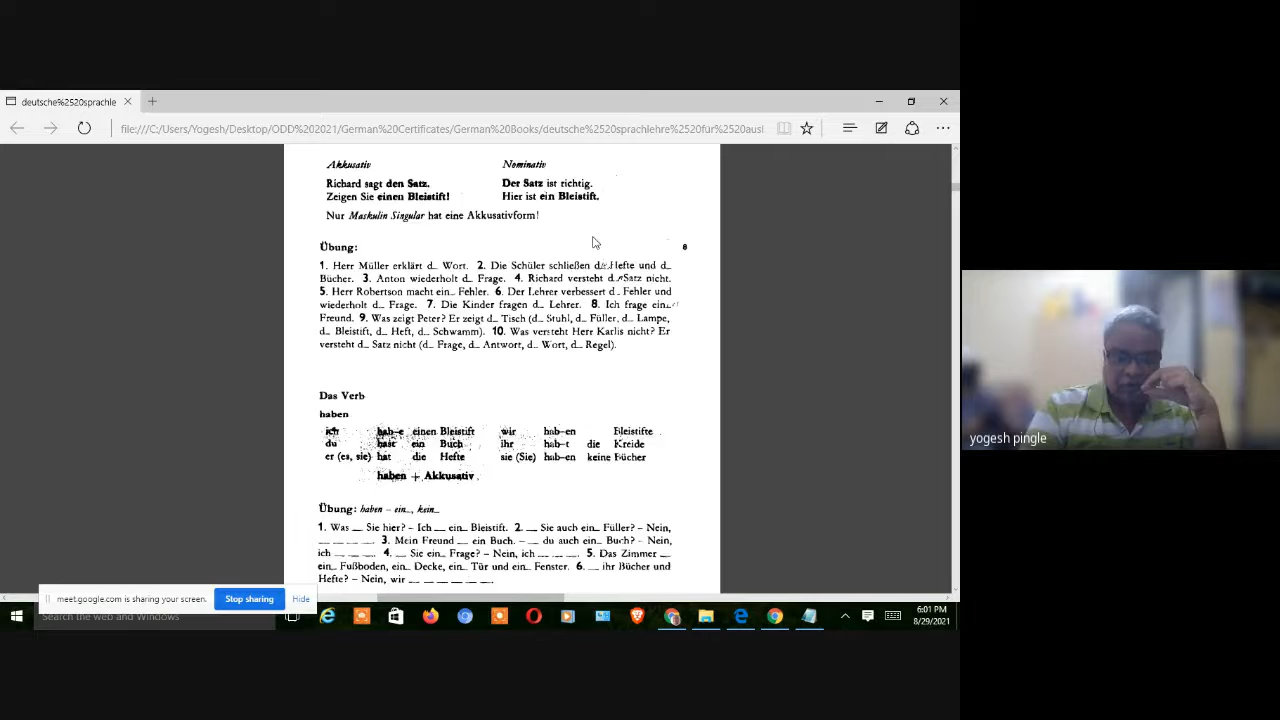 deutsche%2520sprachle
file:///C:/Users/Yogesh/Desktop/ODD%202021/German%20Certificates/German%20Books/deutsche%2520sprachlehre%2520für%2520ausl
Akkusativ Nominativ
Richard sagt den Satz. Der Satz ist richtig.
Zeigen Sie einen Bleistift! Hier ist ein Bleistift.
Nur Maskulin Singular hat eine Akkusativform!
Übung: 8
1. Herr Müller erklärt d_ Wort. 2. Die Schüler schließen d_ Hefte und d_
Bücher. 3. Anton wiederholt d_ Frage. 4. Richard versteht d_ Satz nicht.
5. Herr Robertson macht ein_ Fehler. 6. Der Lehrer verbessert d_ Fehler und
wiederholt d_ Frage. 7. Die Kinder fragen d_ Lehrer. 8. Ich frage ein_
Freund. 9. Was zeigt Peter? Er zeigt d_ Tisch (d_ Stuhl, d_ Füller, d_ Lampe,
d_ Bleistift, d_ Heft, d_ Schwamm). 10. Was versteht Herr Karlis nicht? Er
versteht d_ Satz nicht (d_ Frage, d_ Antwort, d_ Wort, d_ Regel).
Das Verb
haben
ich hab-e einen Bleistift wir hab-en Bleistifte
du hast ein Buch ihr hab-t die Kreide
er (es, sie) hat die Hefte sie (Sie) hab-en keine Bücher
haben + Akkusativ
Übung: haben – ein_, kein_
1. Was _ Sie hier? – Ich _ ein_ Bleistift. 2. _ Sie auch ein_ Füller? – Nein,
_ _ _ _. 3. Mein Freund _ ein Buch. – _ du auch ein_ Buch? – Nein,
ich _ _ _. 4. _ Sie ein_ Frage? – Nein, ich _ _ _. 5. Das Zimmer _
ein_ Fußboden, ein_ Decke, ein_ Tür und ein Fenster. 6. _ ihr Bücher und
Hefte? – Nein, wir _ _ _ _ _ _.
yogesh pingle
meet.google.com is sharing your screen. Stop sharing Hide
Search the web and Windows
6:01 PM
8/29/2021